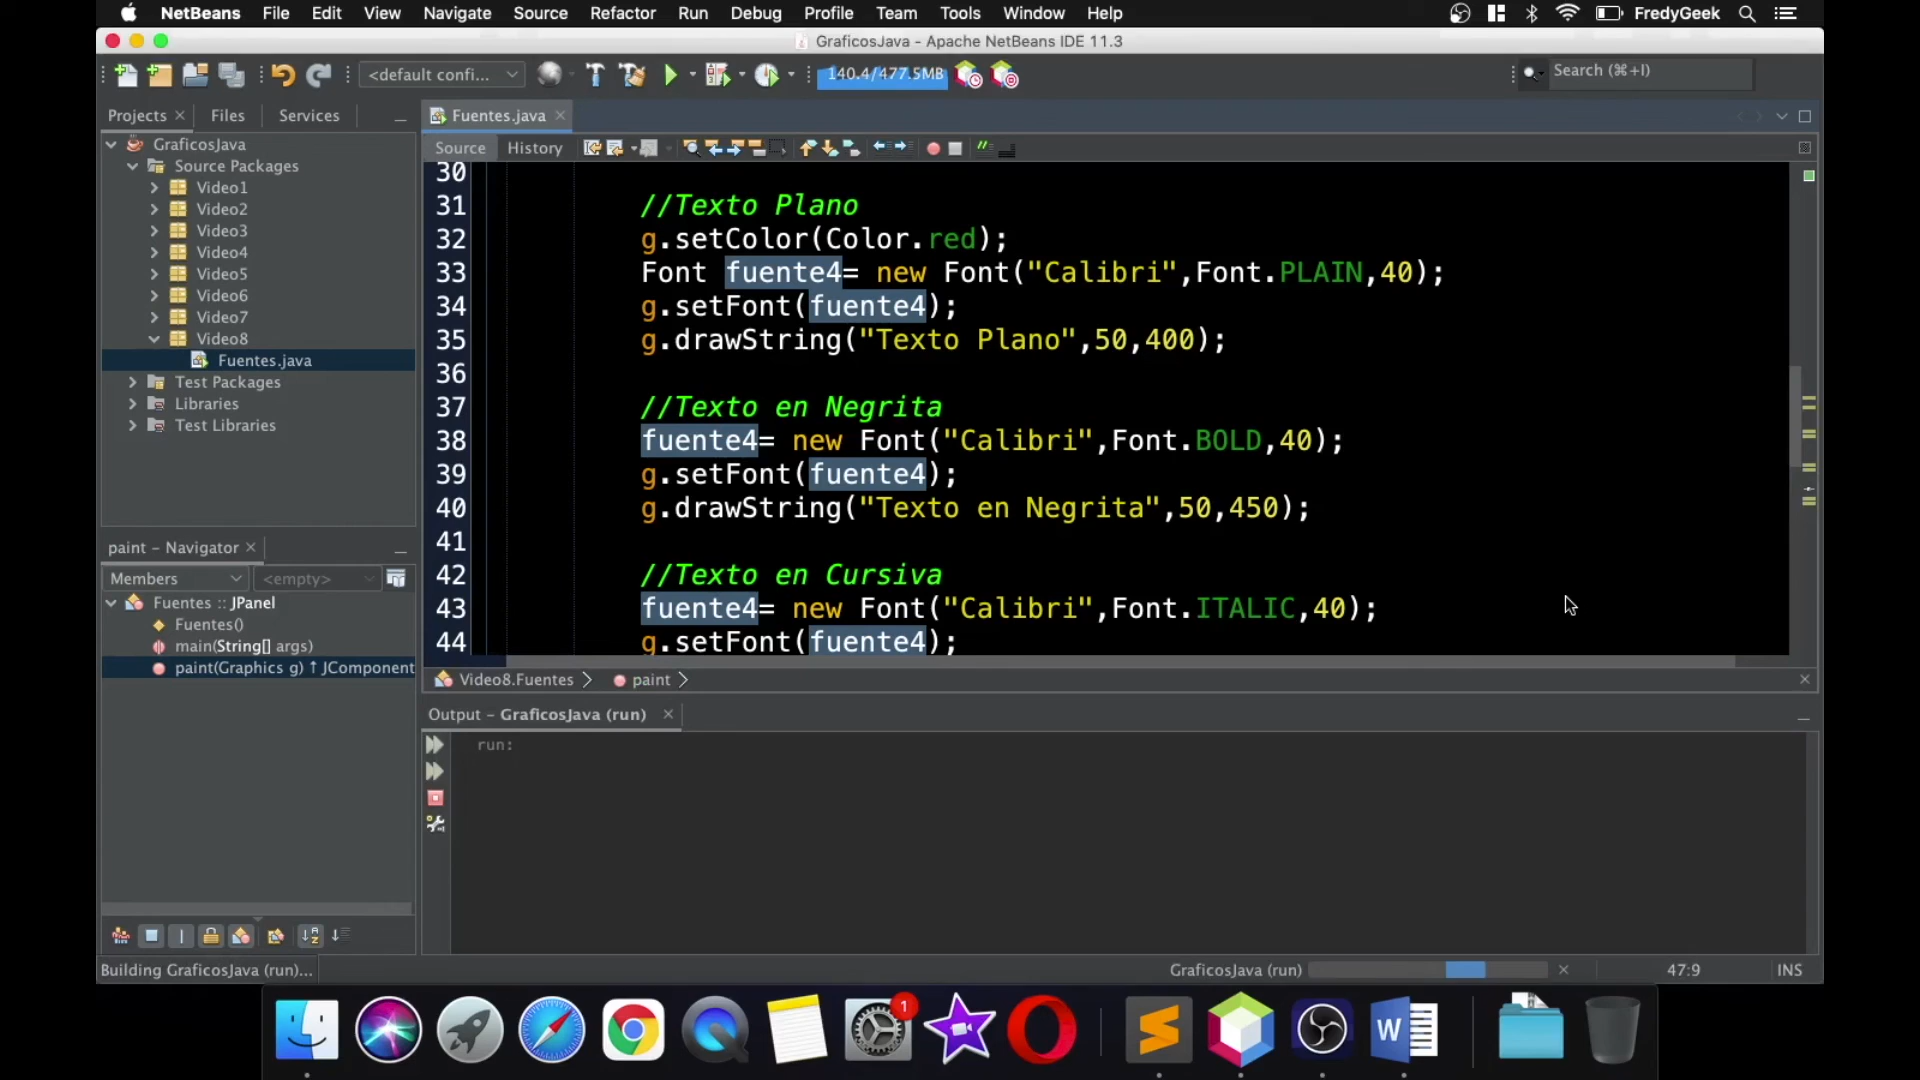 NetBeans File Edit View Navigate Source Refactor Run Debug Profile Team Tools Window Help FredyGeek
GraficosJava - Apache NetBeans IDE 11.3
<default confi... 140.4/477.5MB Search (⌘+I)
Projects Files Services Fuentes.java
Source History
GraficosJava
Source Packages
Video1
Video2
Video3
Video4
Video5
Video6
Video7
Video8
Fuentes.java
Test Packages
Libraries
Test Libraries
30
31 //Texto Plano
32 g.setColor(Color.red);
33 Font fuente4= new Font("Calibri",Font.PLAIN,40);
34 g.setFont(fuente4);
35 g.drawString("Texto Plano",50,400);
36
37 //Texto en Negrita
38 fuente4= new Font("Calibri",Font.BOLD,40);
39 g.setFont(fuente4);
40 g.drawString("Texto en Negrita",50,450);
41
42 //Texto en Cursiva
43 fuente4= new Font("Calibri",Font.ITALIC,40);
44 g.setFont(fuente4);
Video8.Fuentes paint
paint - Navigator
Members <empty>
Fuentes :: JPanel
Fuentes()
main(String[] args)
paint(Graphics g) ↑ JComponent
Output - GraficosJava (run)
run:
Building GraficosJava (run)... GraficosJava (run) 47:9 INS
1
W